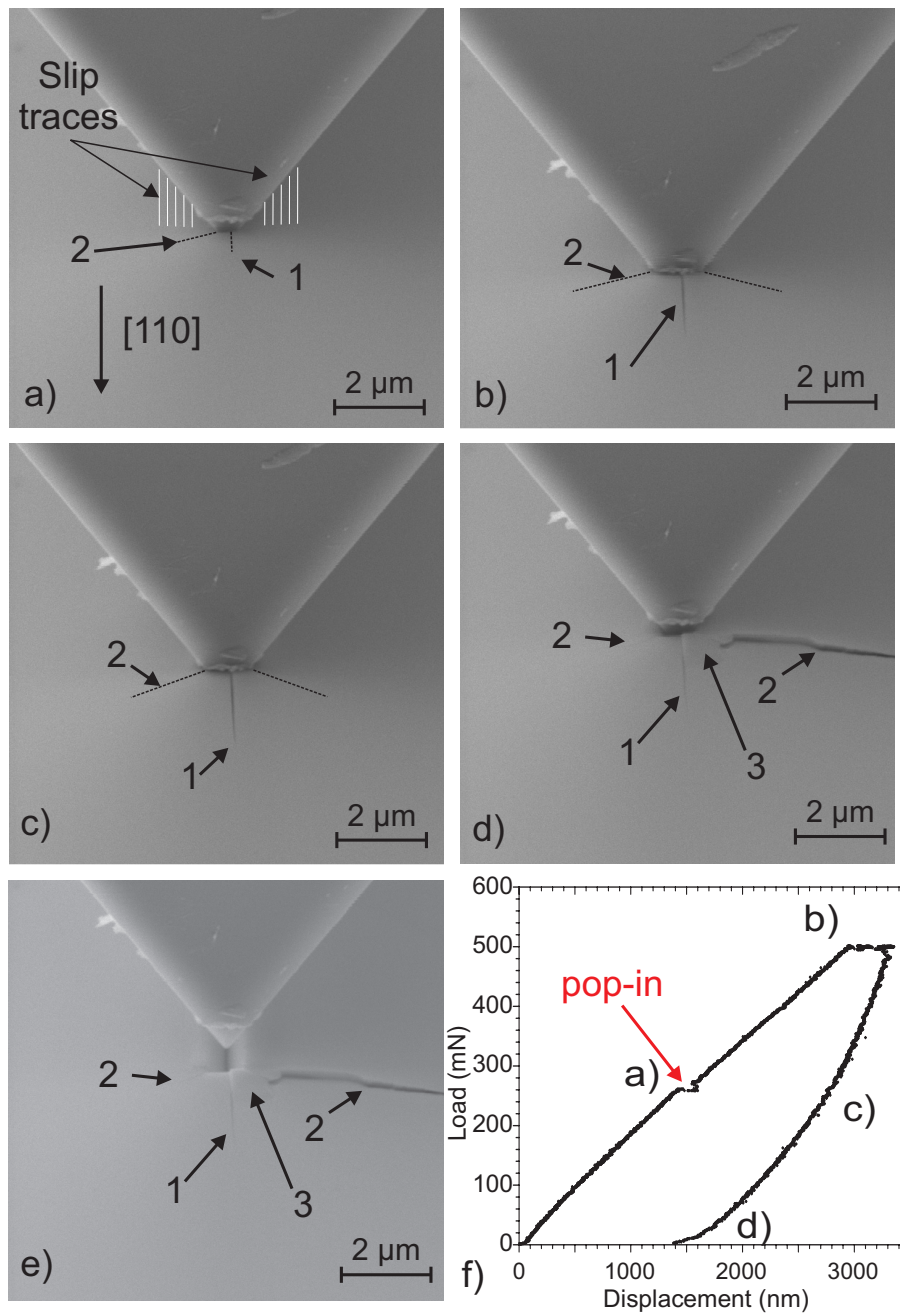 Slip
traces
2
1
[110]
a)
2 µm
2
1
b)
2 µm
2
1
c)
2 µm
2
2
1
3
d)
2 µm
2
2
1
3
e)
2 µm
600
500
400
300
200
100
0
Load (mN)
b)
pop-in
a)
c)
d)
0
1000
2000
3000
Displacement (nm)
f)